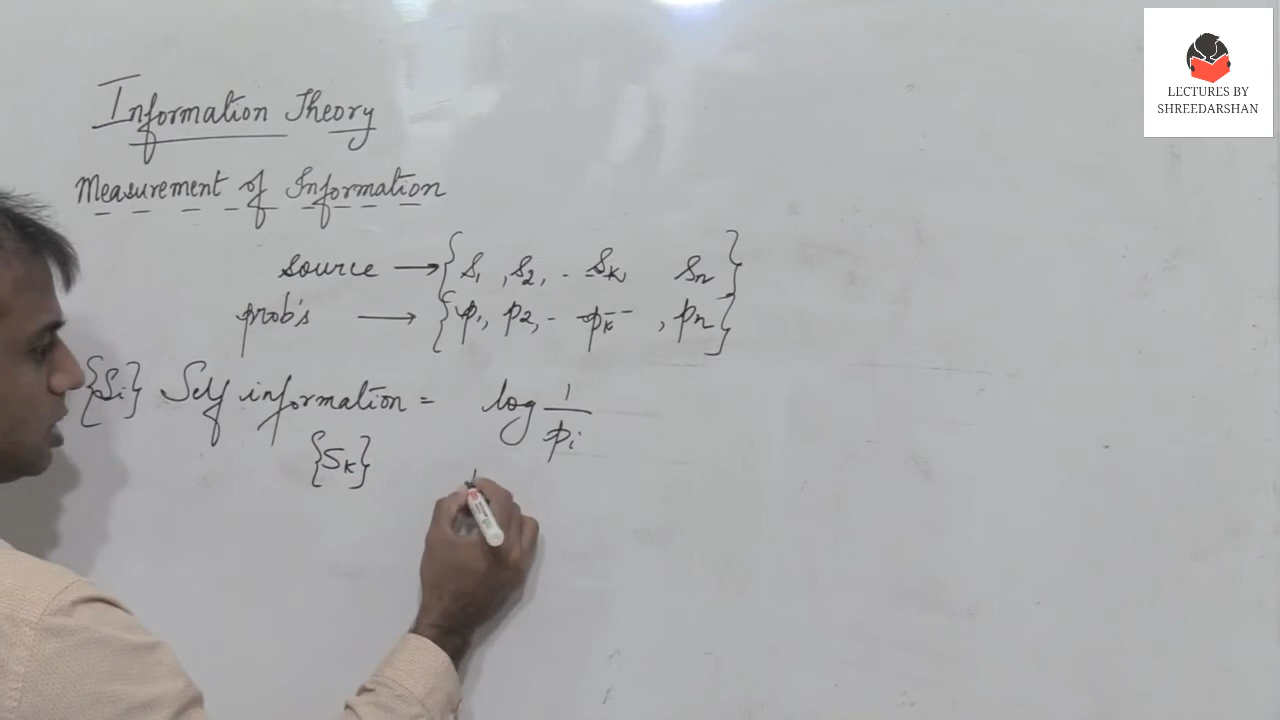 LECTURES BY
SHREEDARSHAN
Information Theory
Measurement of Information
source → {S1, S2, - - Sk, Sn}
prob's → {p1, p2, - - pk - , pn}
{Si} Self information = log 1/pi
{Sk}